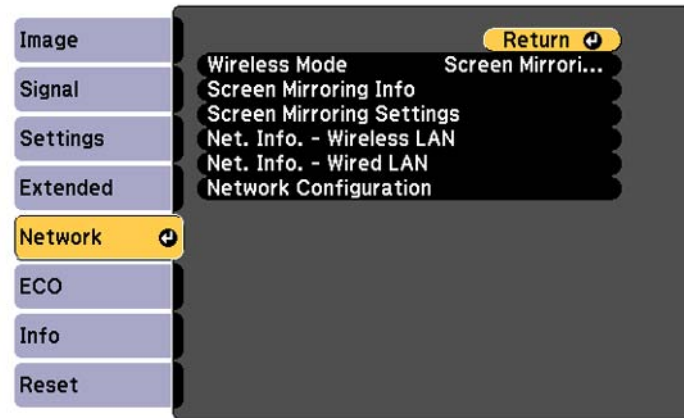 Image
Signal
Settings
Extended
Network
ECO
Info
Reset
Return
Wireless Mode Screen Mirrori...
Screen Mirroring Info
Screen Mirroring Settings
Net. Info. - Wireless LAN
Net. Info. - Wired LAN
Network Configuration